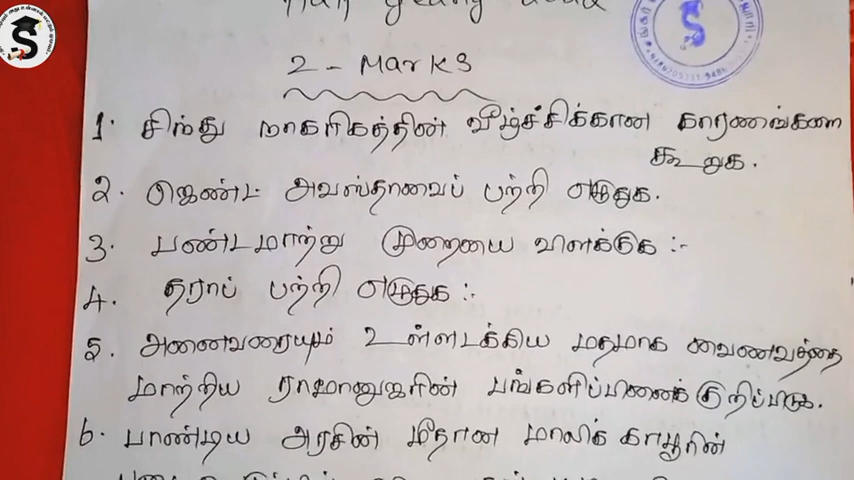 2 - Marks
1. சிந்து நாகரிகத்தின் வீழ்ச்சிக்கான காரணங்களை
கூறுக.
2. ஜெண்ட் அவஸ்தாவைப் பற்றி எழுதுக.
3. பண்டமாற்று முறையை விளக்குக :-
4. தராப் பற்றி எழுதுக :-
5. அனைவரையும் உள்ளடக்கிய மதமாக வைணவத்தை
மாற்றிய ராமானுஜரின் பங்களிப்பினைக் குறிப்பிடுக.
6. பாண்டிய அரசின் மீதான மாலிக் காபூரின்